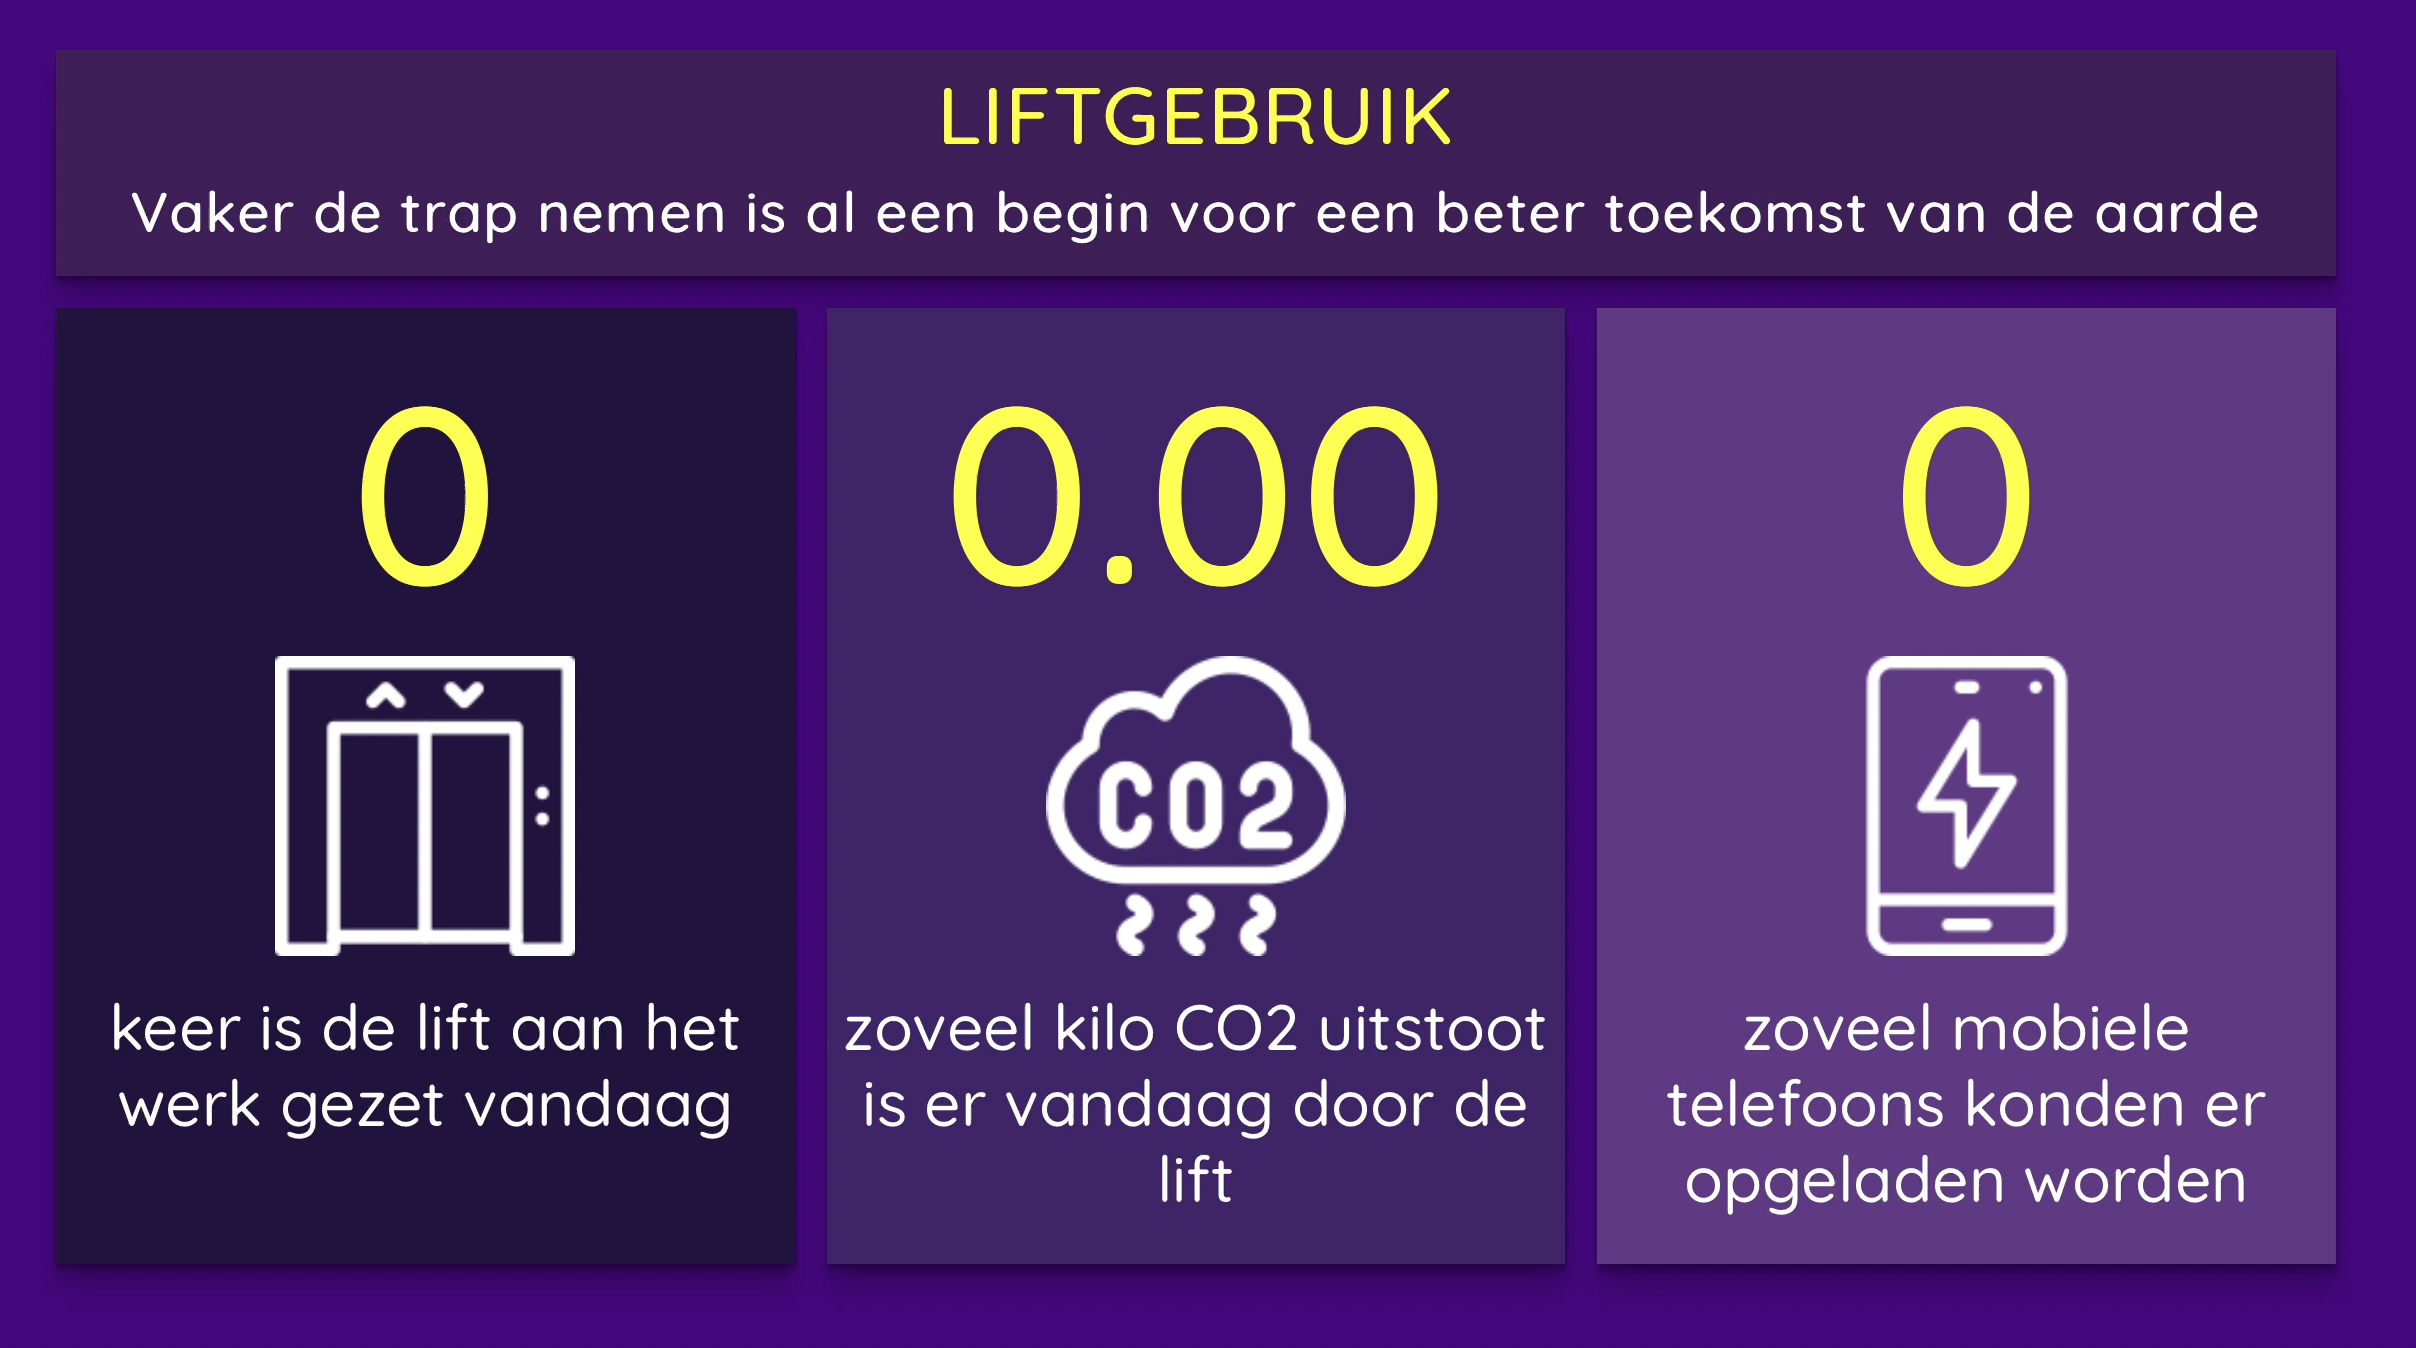 LIFTGEBRUIK
Vaker de trap nemen is al een begin voor een beter toekomst van de aarde
0
keer is de lift aan het
werk gezet vandaag
0.00
CO2
zoveel kilo CO2 uitstoot
is er vandaag door de
lift
0
zoveel mobiele
telefoons konden er
opgeladen worden